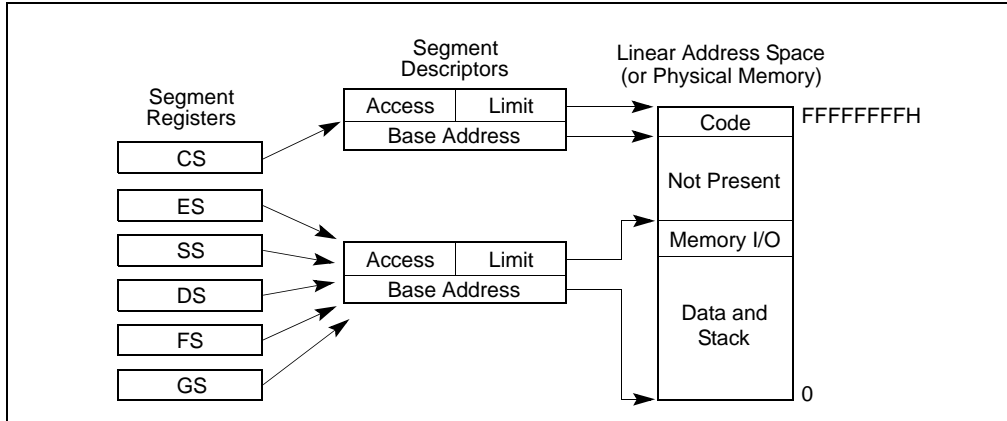 Segment
Registers
CS
ES
SS
DS
FS
GS
Segment
Descriptors
Access
Limit
Base Address
Access
Limit
Base Address
Linear Address Space
(or Physical Memory)
Code
FFFFFFFFH
Not Present
Memory I/O
Data and
Stack
0